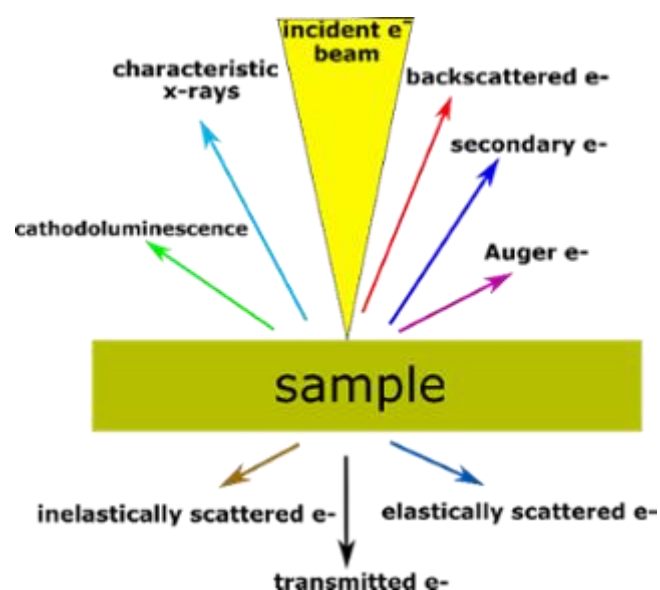 incident e-
beam
characteristic
x-rays
backscattered e-
secondary e-
cathodoluminescence
Auger e-
sample
inelastically scattered e-
elastically scattered e-
transmitted e-